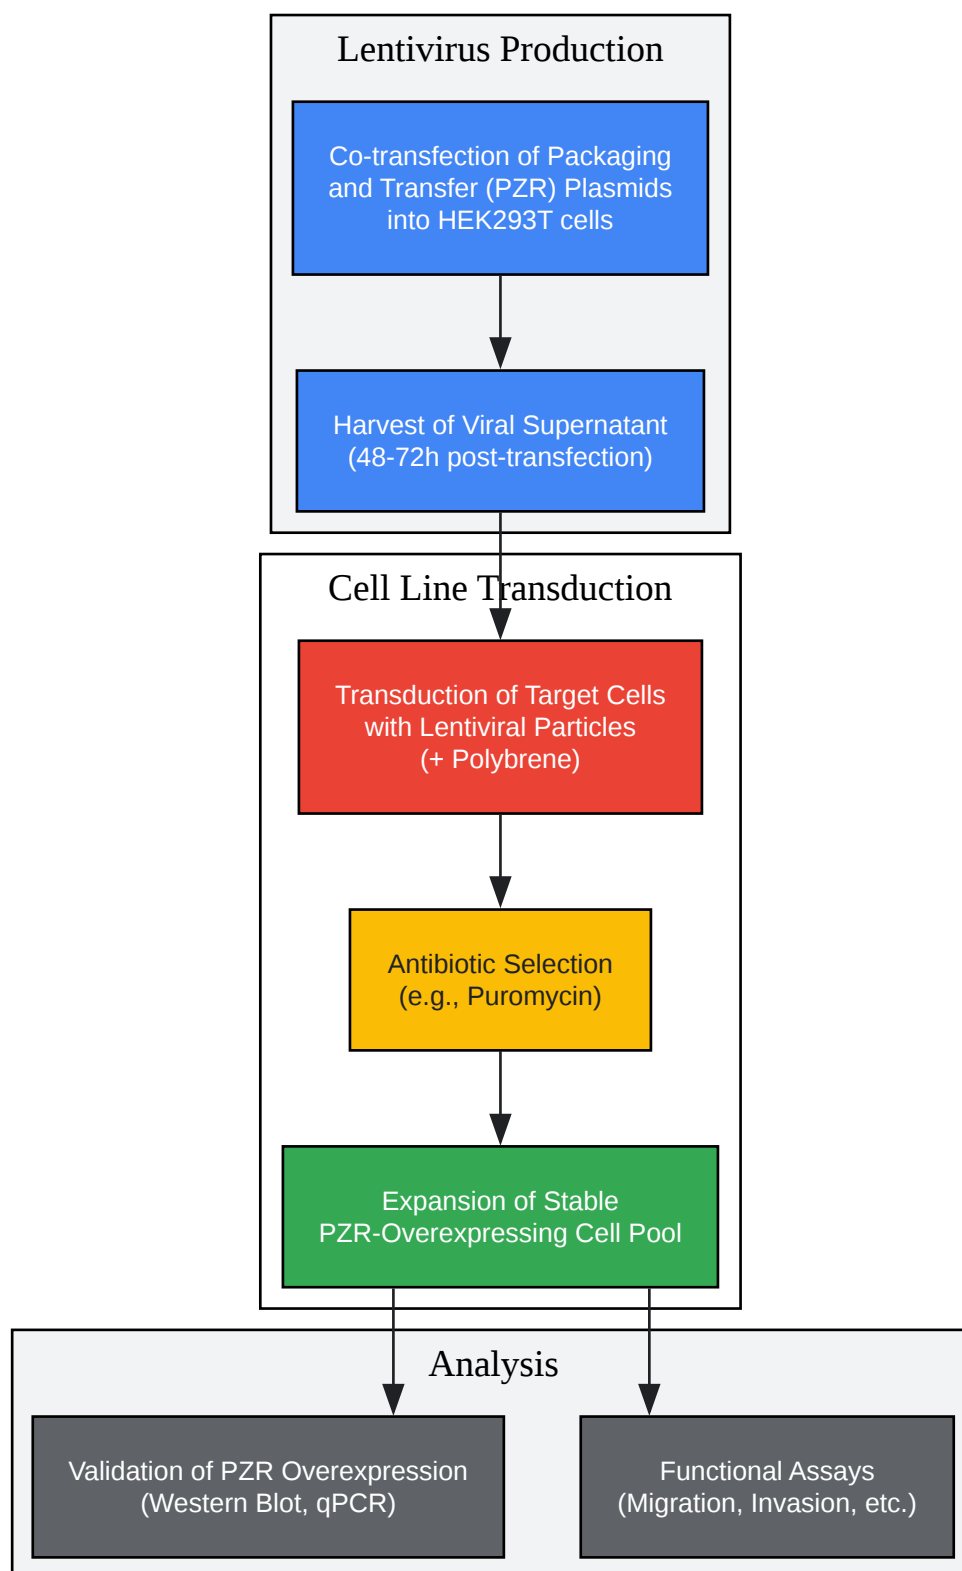 Lentivirus Production
Co-transfection of Packaging
and Transfer (PZR) Plasmids
into HEK293T cells
Harvest of Viral Supernatant
(48-72h post-transfection)
Cell Line Transduction
Transduction of Target Cells
with Lentiviral Particles
(+ Polybrene)
Antibiotic Selection
(e.g., Puromycin)
Expansion of Stable
PZR-Overexpressing Cell Pool
Analysis
Validation of PZR Overexpression
(Western Blot, qPCR)
Functional Assays
(Migration, Invasion, etc.)